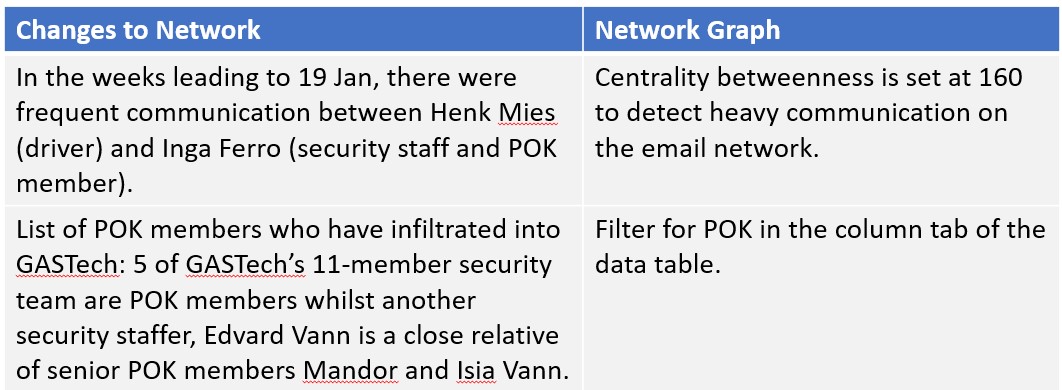 Changes to Network
Network Graph
In the weeks leading to 19 Jan, there were
frequent communication between Henk Mies
(driver) and Inga Ferro (security staff and POK
member).
Centrality betweenness is set at 160
to detect heavy communication on
the email network.
List of POK members who have infiltrated into
GASTech: 5 of GASTech’s 11-member security
team are POK members whilst another
security staffer, Edvard Vann is a close relative
of senior POK members Mandor and Isia Vann.
Filter for POK in the column tab of the
data table.